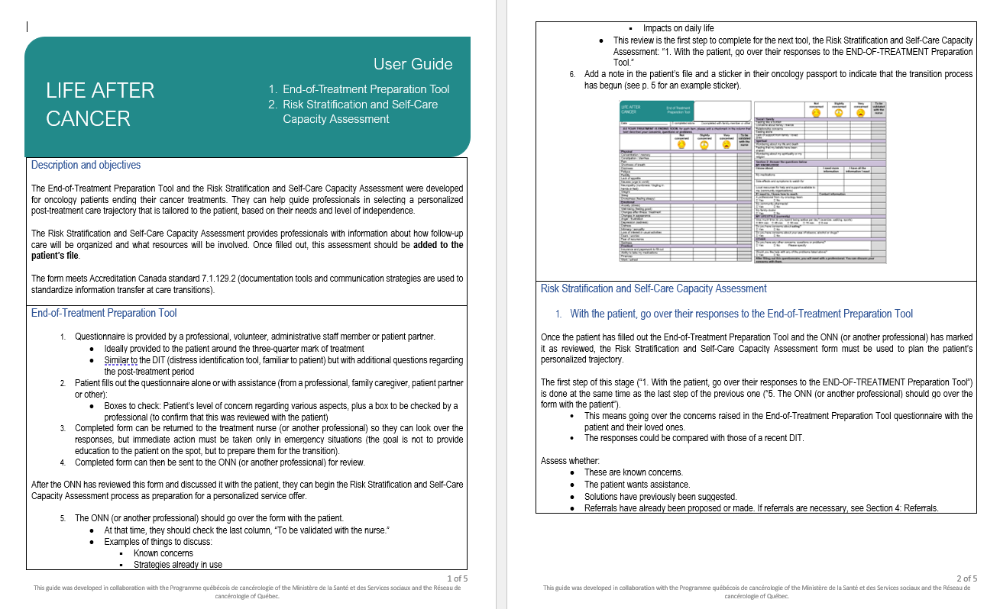 User Guide
LIFE AFTER
CANCER
1. End-of-Treatment Preparation Tool
2. Risk Stratification and Self-Care
Capacity Assessment
Description and objectives
The End-of-Treatment Preparation Tool and the Risk Stratification and Self-Care Capacity Assessment were developed
for oncology patients ending their cancer treatments. They can help guide professionals in selecting a personalized
post-treatment care trajectory that is tailored to the patient, based on their needs and level of independence.
The Risk Stratification and Self-Care Capacity Assessment provides professionals with information about how follow-up
care will be organized and what resources will be involved. Once filled out, this assessment should be added to the
patient's file.
The form meets Accreditation Canada standard 7.1.129.2 (documentation tools and communication strategies are used to
standardize information transfer at care transitions).
End-of-Treatment Preparation Tool
1. Questionnaire is provided by a professional, volunteer, administrative staff member or patient partner.
● Ideally provided to the patient around the three-quarter mark of treatment
● Similar to the DIT (distress identification tool, familiar to patient) but with additional questions regarding
the post-treatment period
2. Patient fills out the questionnaire alone or with assistance (from a professional, family caregiver, patient partner
or other):
● Boxes to check: Patient's level of concern regarding various aspects, plus a box to be checked by a
professional (to confirm that this was reviewed with the patient)
3. Completed form can be returned to the treatment nurse (or another professional) so they can look over the
responses, but immediate action must be taken only in emergency situations (the goal is not to provide
education to the patient on the spot, but to prepare them for the transition).
4. Completed form can then be sent to the ONN (or another professional) for review.
After the ONN has reviewed this form and discussed it with the patient, they can begin the Risk Stratification and Self-Care
Capacity Assessment process as preparation for a personalized service offer.
5. The ONN (or another professional) should go over the form with the patient.
● At that time, they should check the last column, "To be validated with the nurse."
● Examples of things to discuss:
▪ Known concerns
▪ Strategies already in use
1 of 5
This guide was developed in collaboration with the Programme québécois de cancérologie of the Ministère de la Santé et des Services sociaux and the Réseau de
cancérologie of Québec.
▪ Impacts on daily life
● This review is the first step to complete for the next tool, the Risk Stratification and Self-Care Capacity
Assessment: "1. With the patient, go over their responses to the END-OF-TREATMENT Preparation
Tool."
6. Add a note in the patient's file and a sticker in their oncology passport to indicate that the transition process
has begun (see p. 5 for an example sticker).
LIFE AFTER
CANCER
End of Treatment
Preparation Tool
Risk Stratification and Self-Care Capacity Assessment
1. With the patient, go over their responses to the End-of-Treatment Preparation Tool
Once the patient has filled out the End-of-Treatment Preparation Tool and the ONN (or another professional) has marked
it as reviewed, the Risk Stratification and Self-Care Capacity Assessment form must be used to plan the patient's
personalized trajectory.
The first step of this stage ("1. With the patient, go over their responses to the END-OF-TREATMENT Preparation Tool")
is done at the same time as the last step of the previous one ("5. The ONN (or another professional) should go over the
form with the patient").
• This means going over the concerns raised in the End-of-Treatment Preparation Tool questionnaire with the
patient and their loved ones.
• The responses could be compared with those of a recent DIT.
Assess whether:
● These are known concerns.
● The patient wants assistance.
● Solutions have previously been suggested.
● Referrals have already been proposed or made. If referrals are necessary, see Section 4: Referrals.
2 of 5
This guide was developed in collaboration with the Programme québécois de cancérologie of the Ministère de la Santé et des Services sociaux and the Réseau de
cancérologie of Québec.